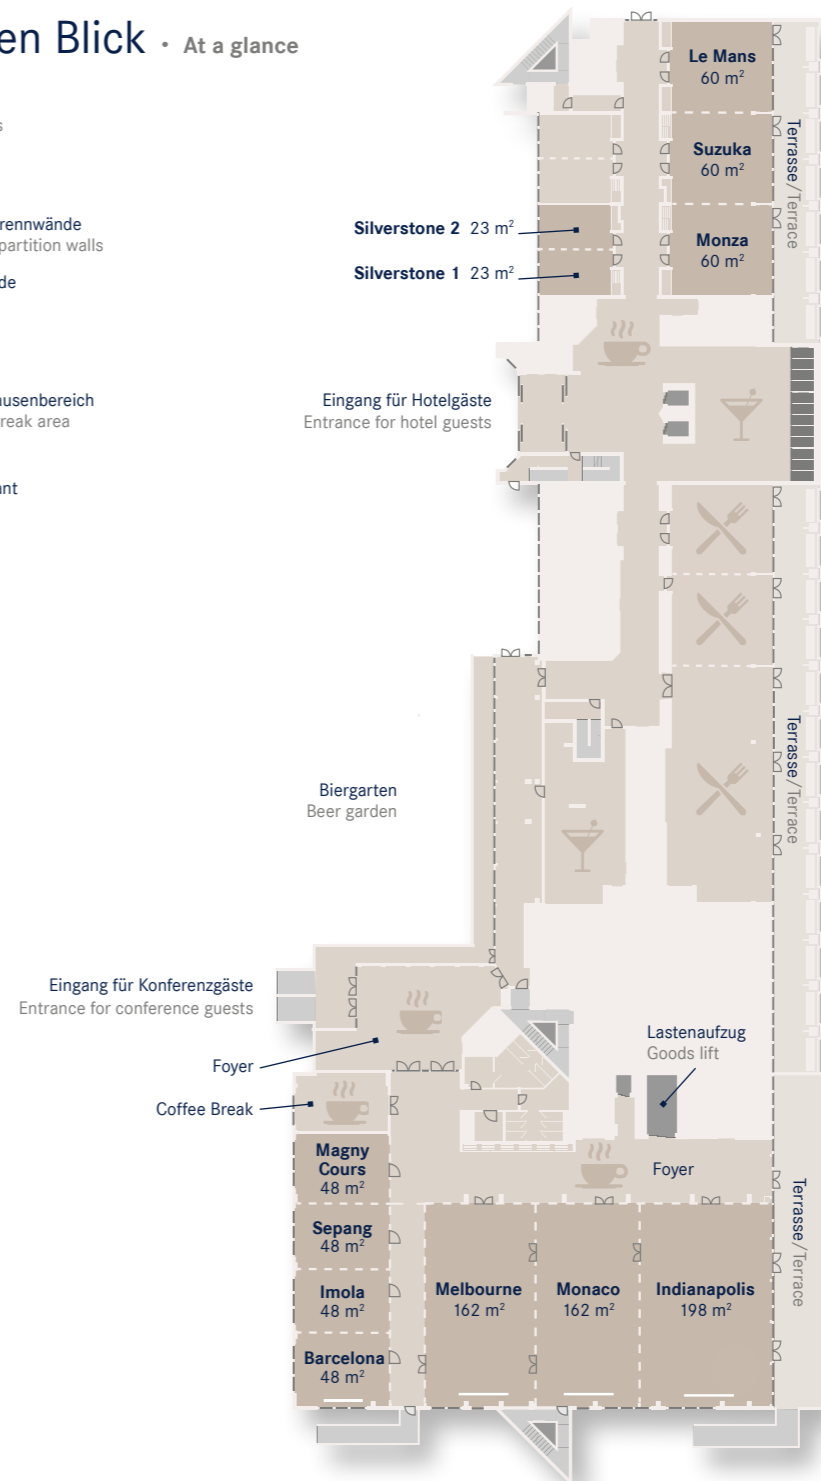 en Blick · At a glance
s
rennwände
partition walls
de
ausenbereich
reak area
ant
Le Mans
60 m²
Suzuka
60 m²
Monza
60 m²
Terrasse/Terrace
Silverstone 2 23 m²
Silverstone 1 23 m²
Eingang für Hotelgäste
Entrance for hotel guests
Terrasse/Terrace
Biergarten
Beer garden
Eingang für Konferenzgäste
Entrance for conference guests
Foyer
Coffee Break
Lastenaufzug
Goods lift
Foyer
Magny
Cours
48 m²
Sepang
48 m²
Imola
48 m²
Barcelona
48 m²
Melbourne
162 m²
Monaco
162 m²
Indianapolis
198 m²
Terrasse/Terrace